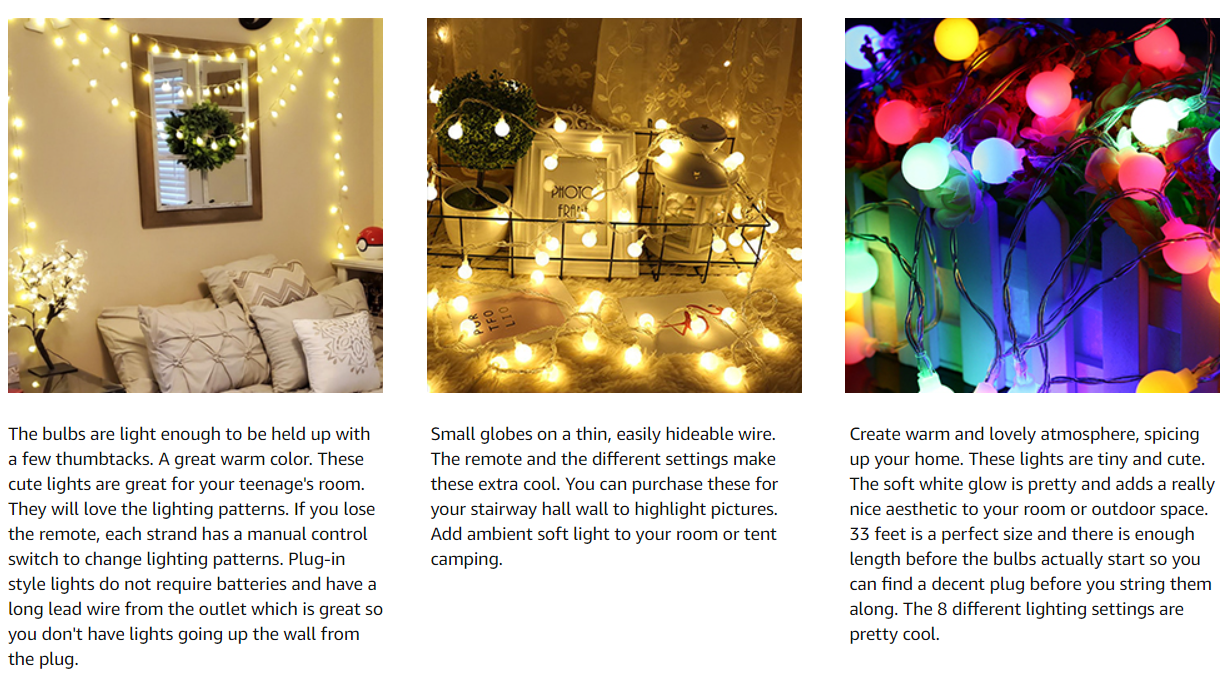 PHOTO
FRAME
POR
TFO
LIO
The bulbs are light enough to be held up with
a few thumbtacks. A great warm color. These
cute lights are great for your teenage's room.
They will love the lighting patterns. If you lose
the remote, each strand has a manual control
switch to change lighting patterns. Plug-in
style lights do not require batteries and have a
long lead wire from the outlet which is great so
you don't have lights going up the wall from
the plug.
Small globes on a thin, easily hideable wire.
The remote and the different settings make
these extra cool. You can purchase these for
your stairway hall wall to highlight pictures.
Add ambient soft light to your room or tent
camping.
Create warm and lovely atmosphere, spicing
up your home. These lights are tiny and cute.
The soft white glow is pretty and adds a really
nice aesthetic to your room or outdoor space.
33 feet is a perfect size and there is enough
length before the bulbs actually start so you
can find a decent plug before you string them
along. The 8 different lighting settings are
pretty cool.